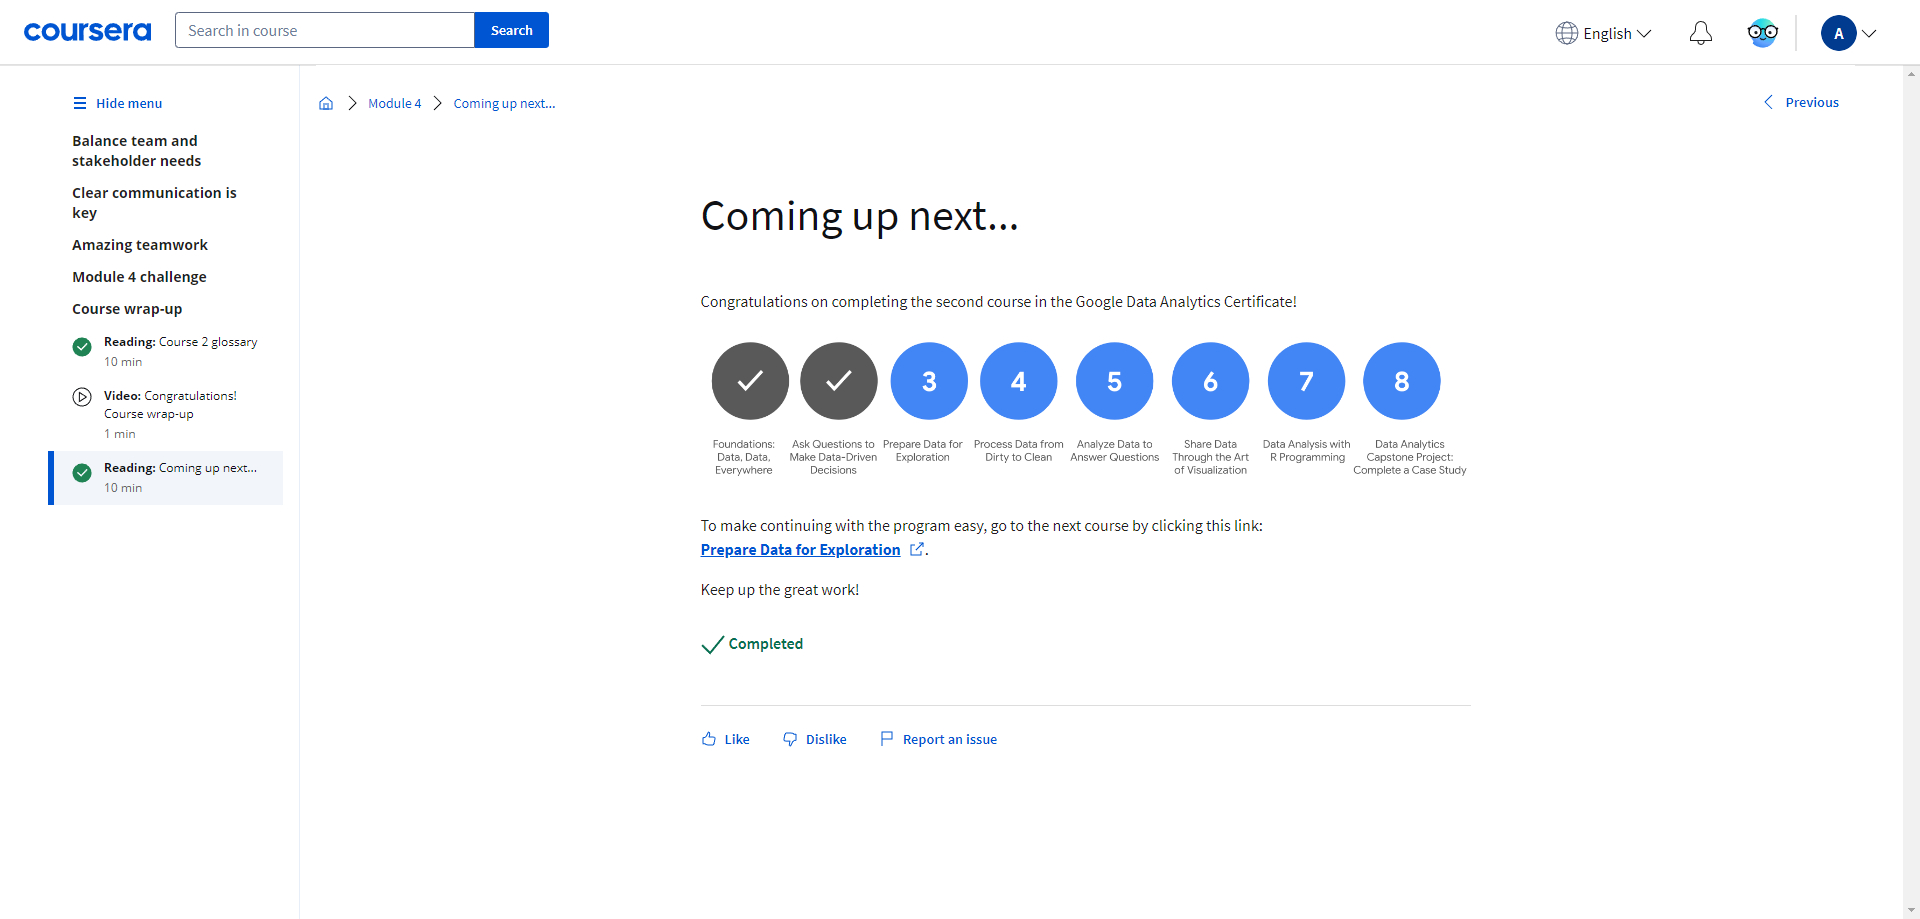 coursera
Search in course
Search
English
A
Hide menu
Balance team and
stakeholder needs
Clear communication is
key
Amazing teamwork
Module 4 challenge
Course wrap-up
Reading: Course 2 glossary
10 min
Video: Congratulations!
Course wrap-up
1 min
Reading: Coming up next...
10 min
Module 4
Coming up next...
Previous
Coming up next...
Congratulations on completing the second course in the Google Data Analytics Certificate!
3
4
5
6
7
8
Foundations:
Data, Data,
Everywhere
Ask Questions to
Make Data-Driven
Decisions
Prepare Data for
Exploration
Process Data from
Dirty to Clean
Analyze Data to
Answer Questions
Share Data
Through the Art
of Visualization
Data Analysis with
R Programming
Data Analytics
Capstone Project:
Complete a Case Study
To make continuing with the program easy, go to the next course by clicking this link:
Prepare Data for Exploration .
Keep up the great work!
Completed
Like
Dislike
Report an issue